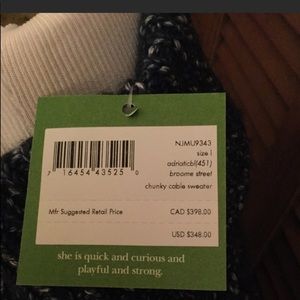 NJMU9343
size l
adriaticbl(451)
broome street
chunky cable sweater
7 16454 43525 0
Mfr Suggested Retail Price
CAD $398.00
USD $348.00
she is quick and curious and
playful and strong.